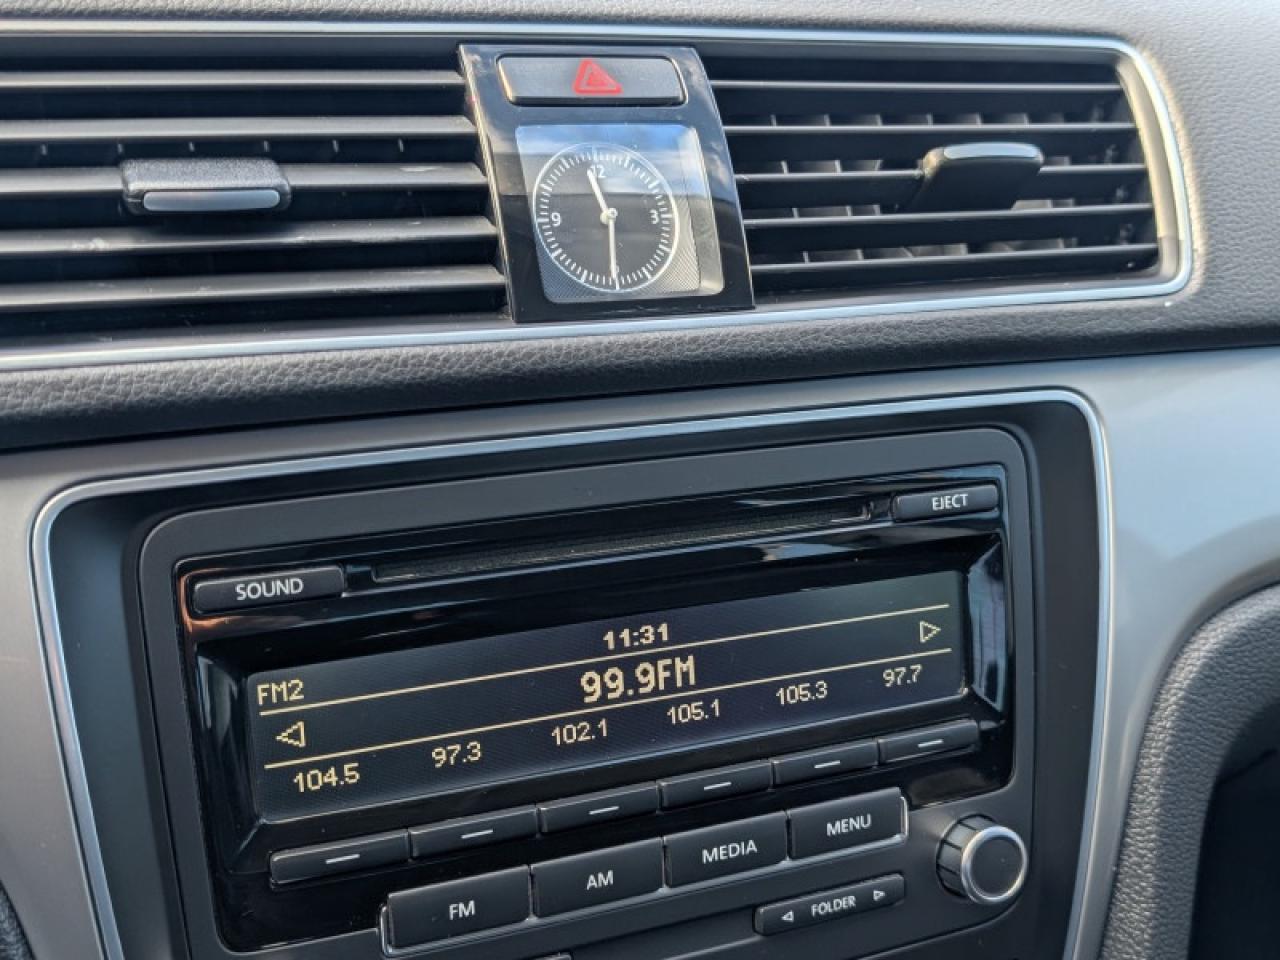 12
9 3
EJECT
SOUND
11:31
FM2
99.9FM
104.5 97.3 102.1 105.1 105.3 97.7
FM AM MEDIA MENU
FOLDER